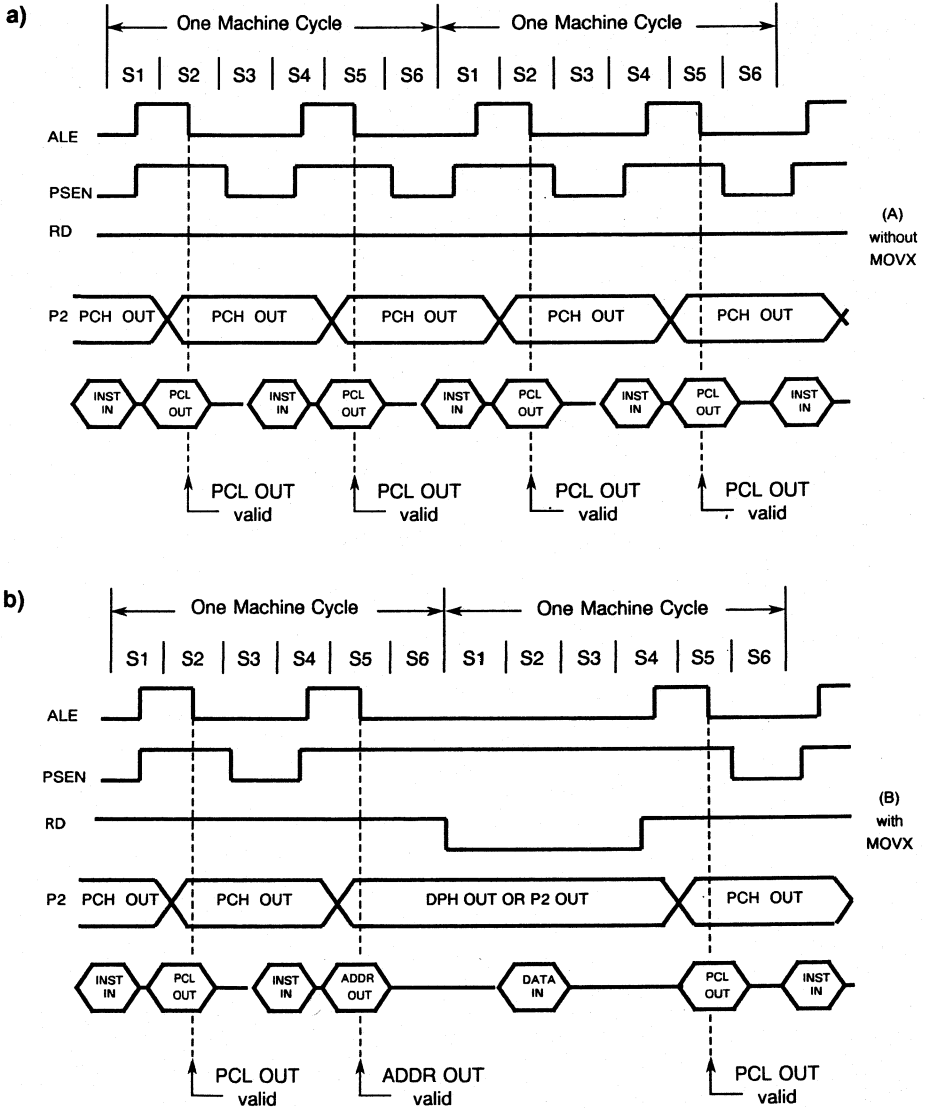 a)
One Machine Cycle One Machine Cycle
S1 S2 S3 S4 S5 S6 S1 S2 S3 S4 S5 S6
ALE
PSEN
RD
(A)
without
MOVX
P2 PCH OUT PCH OUT PCH OUT PCH OUT PCH OUT
INST IN PCL OUT INST IN PCL OUT INST IN PCL OUT INST IN PCL OUT INST IN
PCL OUT valid PCL OUT valid PCL OUT valid PCL OUT valid
b)
One Machine Cycle One Machine Cycle
S1 S2 S3 S4 S5 S6 S1 S2 S3 S4 S5 S6
ALE
PSEN
RD
(B)
with
MOVX
P2 PCH OUT PCH OUT DPH OUT OR P2 OUT PCH OUT
INST IN PCL OUT INST IN ADDR OUT DATA IN PCL OUT INST IN
PCL OUT valid ADDR OUT valid PCL OUT valid